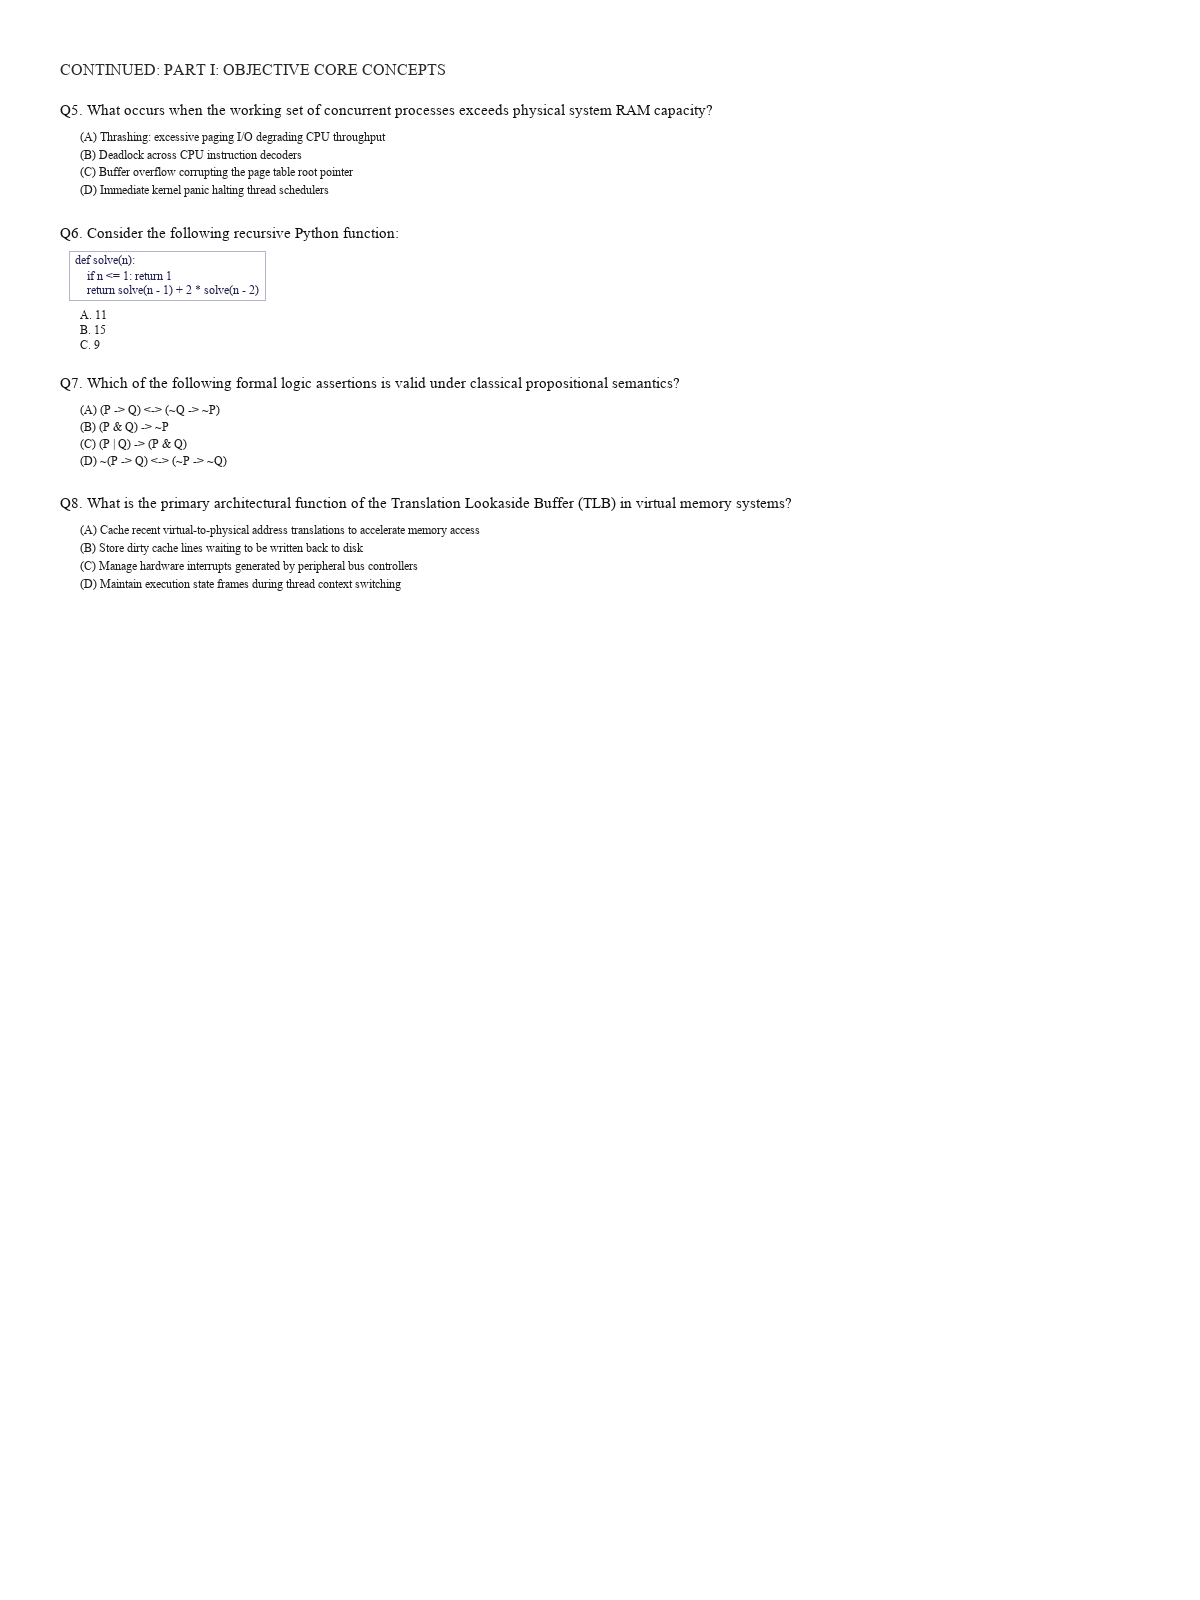 CONTINUED: PART I: OBJECTIVE CORE CONCEPTS
Q5. What occurs when the working set of concurrent processes exceeds physical system RAM capacity?
(A) Thrashing: excessive paging I/O degrading CPU throughput
(B) Deadlock across CPU instruction decoders
(C) Buffer overflow corrupting the page table root pointer
(D) Immediate kernel panic halting thread schedulers
Q6. Consider the following recursive Python function:
def solve(n):
    if n <= 1: return 1
    return solve(n - 1) + 2 * solve(n - 2)
A. 11
B. 15
C. 9
Q7. Which of the following formal logic assertions is valid under classical propositional semantics?
(A) (P -> Q) <-> (~Q -> ~P)
(B) (P & Q) -> ~P
(C) (P | Q) -> (P & Q)
(D) ~(P -> Q) <-> (~P -> ~Q)
Q8. What is the primary architectural function of the Translation Lookaside Buffer (TLB) in virtual memory systems?
(A) Cache recent virtual-to-physical address translations to accelerate memory access
(B) Store dirty cache lines waiting to be written back to disk
(C) Manage hardware interrupts generated by peripheral bus controllers
(D) Maintain execution state frames during thread context switching